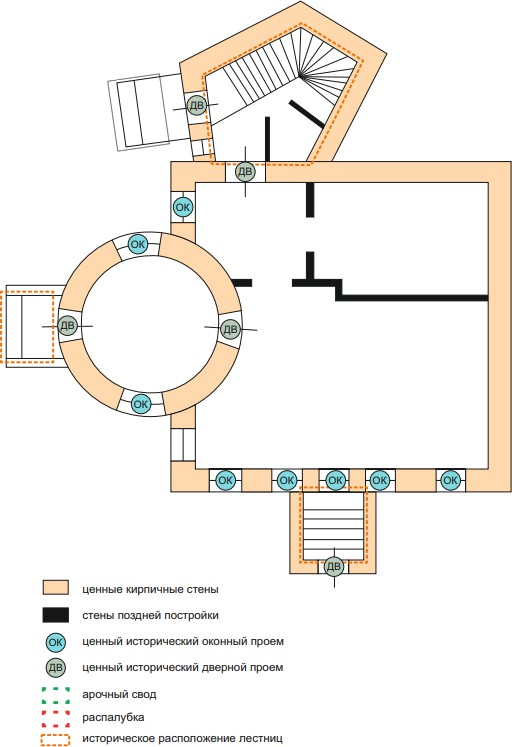 ДВ
ДВ
ОК
ОК
ДВ
ДВ
ОК
ОК
ОК
ОК
ОК
ОК
ДВ
ценные кирпичные стены
стены поздней постройки
ОК ценный исторический оконный проем
ДВ ценный исторический дверной проем
арочный свод
распалубка
историческое расположение лестниц